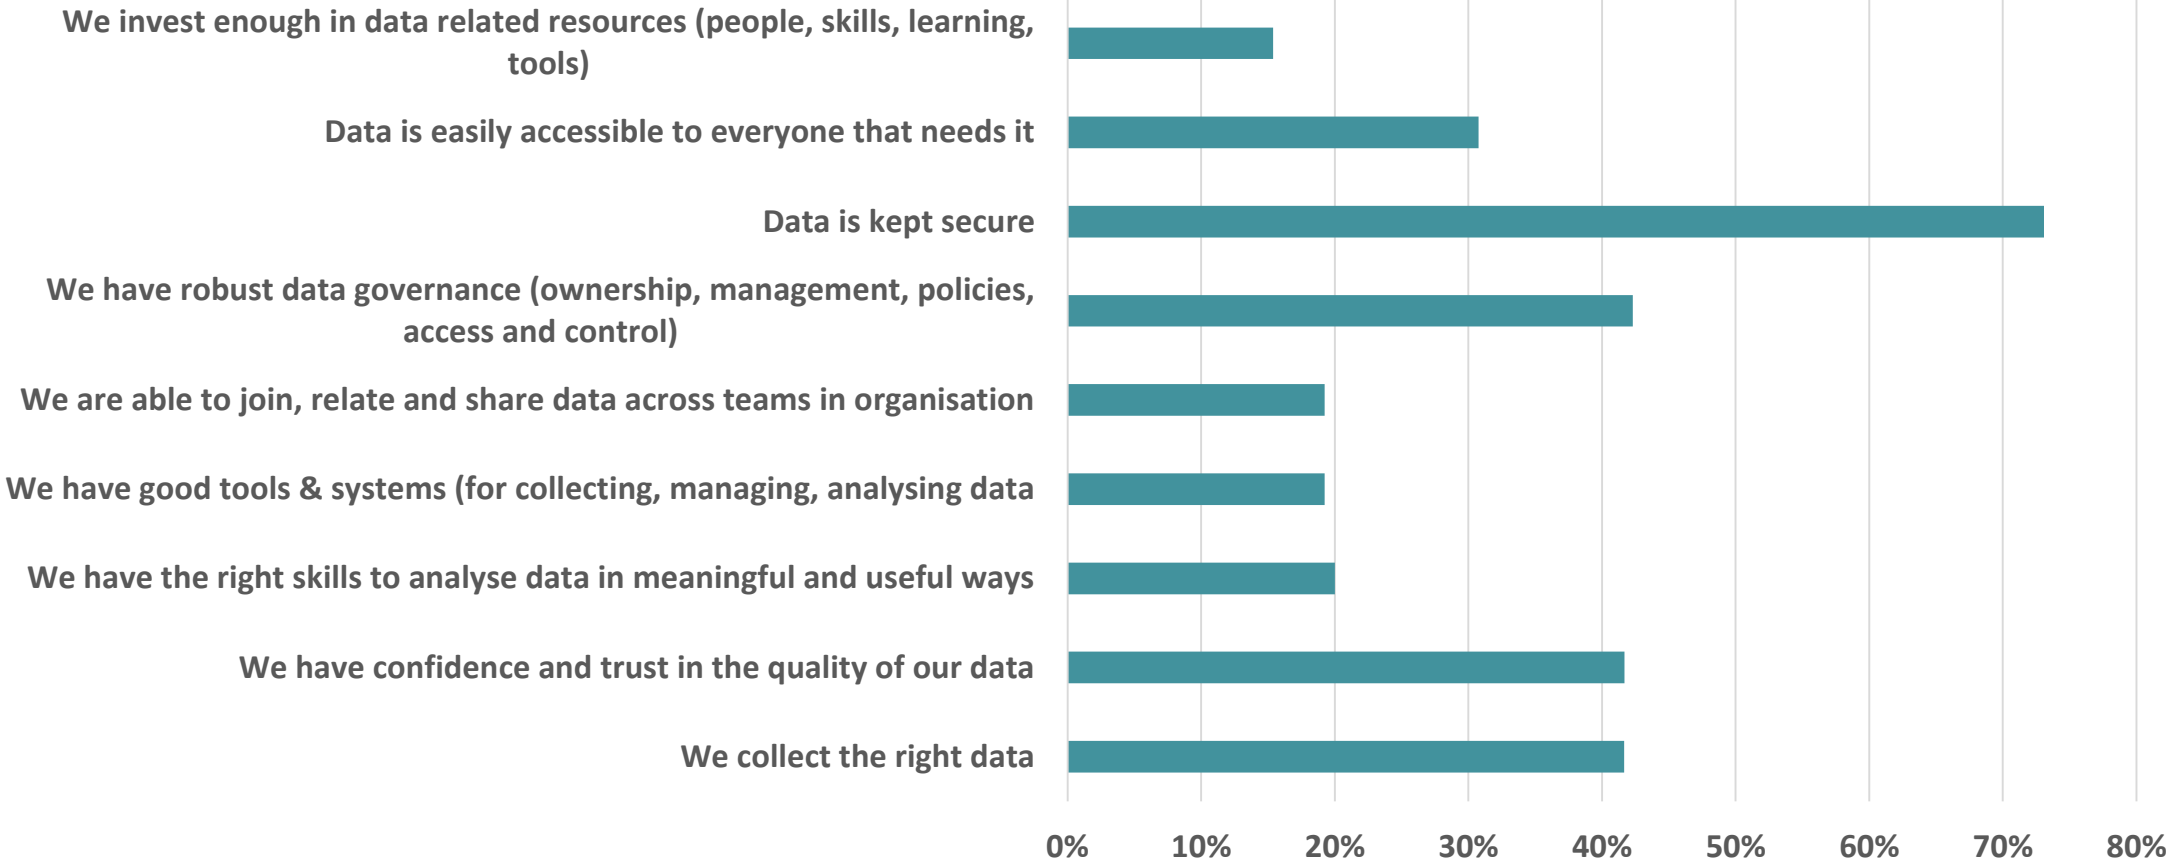 We invest enough in data related resources (people, skills, learning,
tools)
Data is easily accessible to everyone that needs it
Data is kept secure
We have robust data governance (ownership, management, policies,
access and control)
We are able to join, relate and share data across teams in organisation
We have good tools & systems (for collecting, managing, analysing data
We have the right skills to analyse data in meaningful and useful ways
We have confidence and trust in the quality of our data
We collect the right data
0% 10% 20% 30% 40% 50% 60% 70% 80%